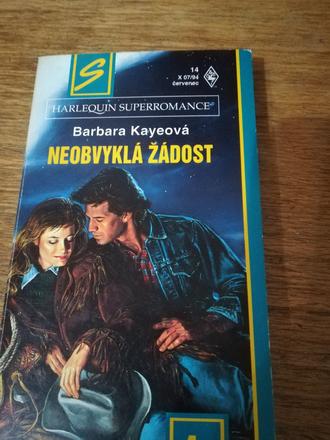 S
14
X 07/94
červenec
HARLEQUIN SUPERROMANCE®
Barbara Kayeová
NEOBVYKLÁ ŽÁDOST